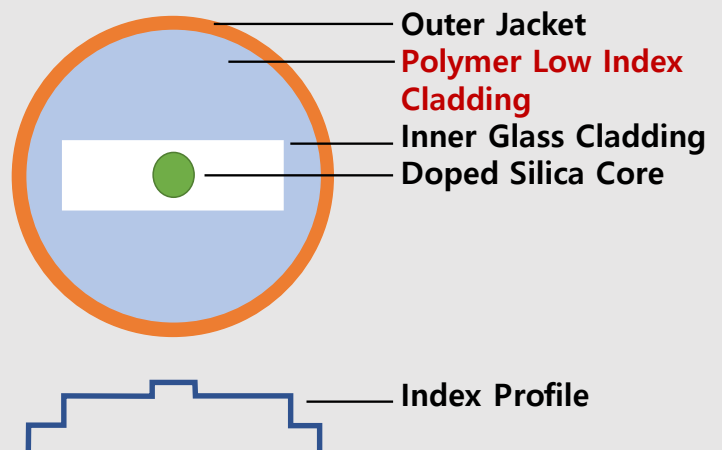 Outer Jacket
Polymer Low Index
Cladding
Inner Glass Cladding
Doped Silica Core
Index Profile